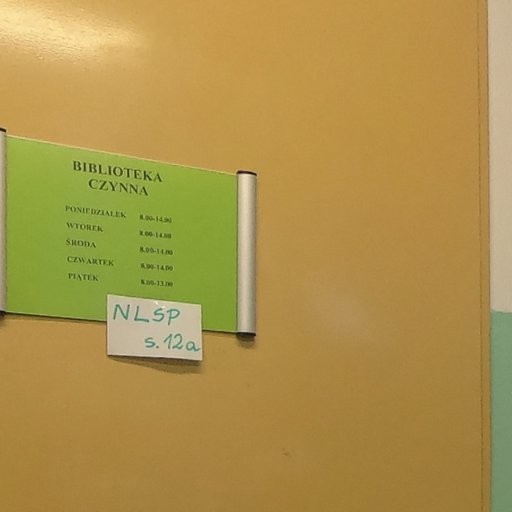 BIBLIOTEKA
CZYNNA
PONIEDZIAŁEK 8.00-14.00
WTOREK 8.00-14.00
ŚRODA 8.00-14.00
CZWARTEK 8.00-14.00
PIĄTEK 8.00-13.00
NLSP
s. 12a